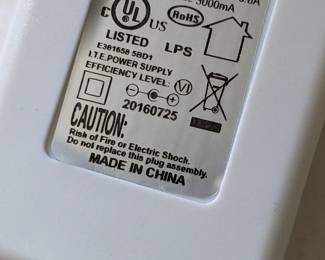 3000mA
C UL US
RoHS
LISTED LPS
E361658 5BD1
I.T.E.POWER SUPPLY
EFFICIENCY LEVEL: VI
20160725
CAUTION:
Risk of Fire or Electric Shock.
Do not replace this plug assembly.
MADE IN CHINA